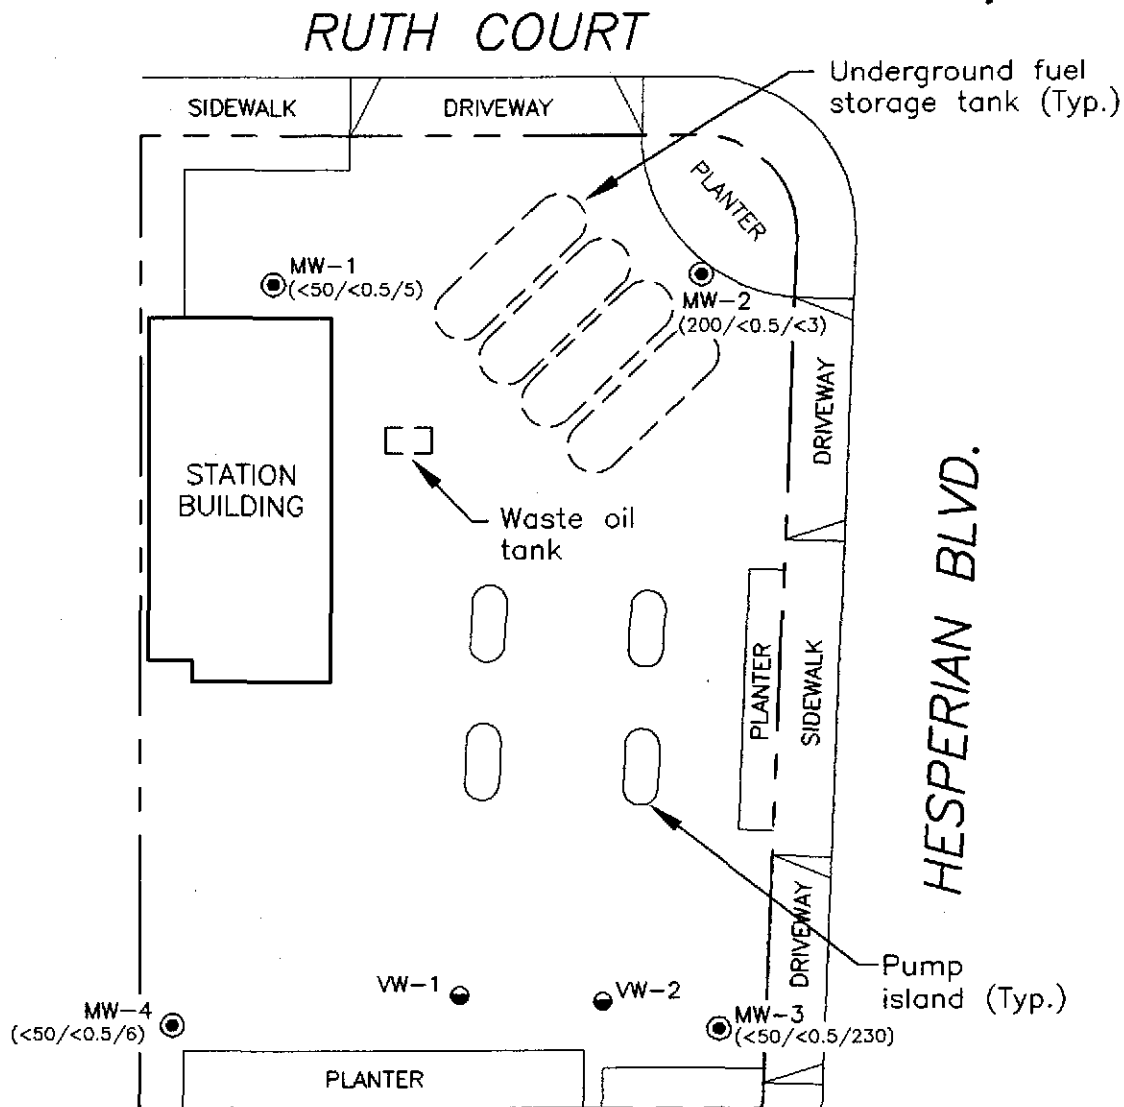 RUTH COURT
Underground fuel
storage tank (Typ.)
SIDEWALK
DRIVEWAY
PLANTER
MW-1
(<50/<0.5/5)
MW-2
(200/<0.5/<3)
DRIVEWAY
STATION
BUILDING
Waste oil
tank
HESPERIAN BLVD.
PLANTER
SIDEWALK
DRIVEWAY
Pump
island (Typ.)
VW-1
VW-2
MW-4
(<50/<0.5/6)
MW-3
(<50/<0.5/230)
PLANTER